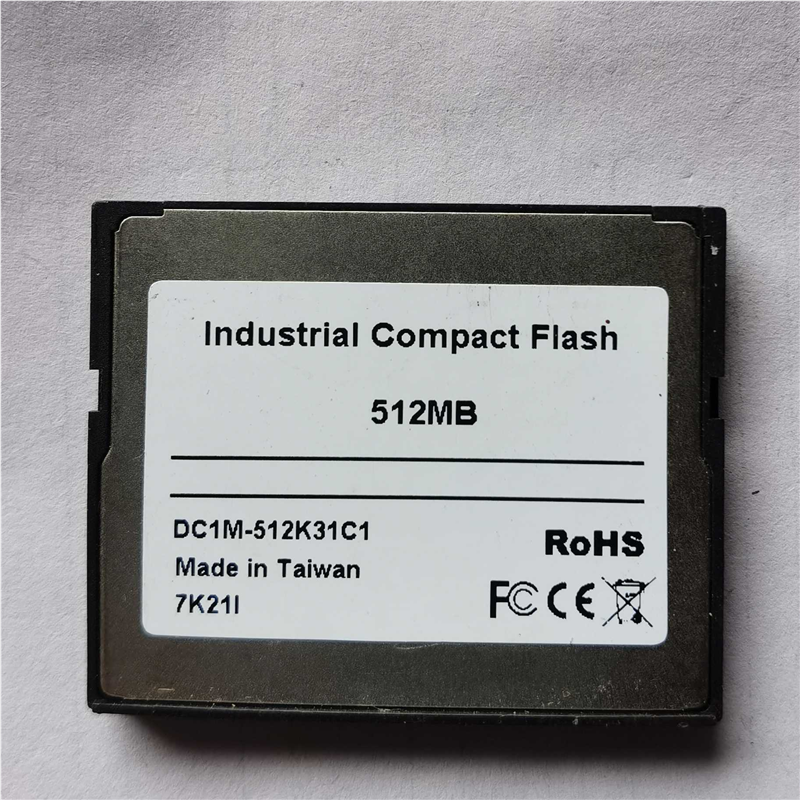 Industrial Compact Flash
512MB
DC1M-512K31C1
Made in Taiwan
7K21I
RoHS
FC CE